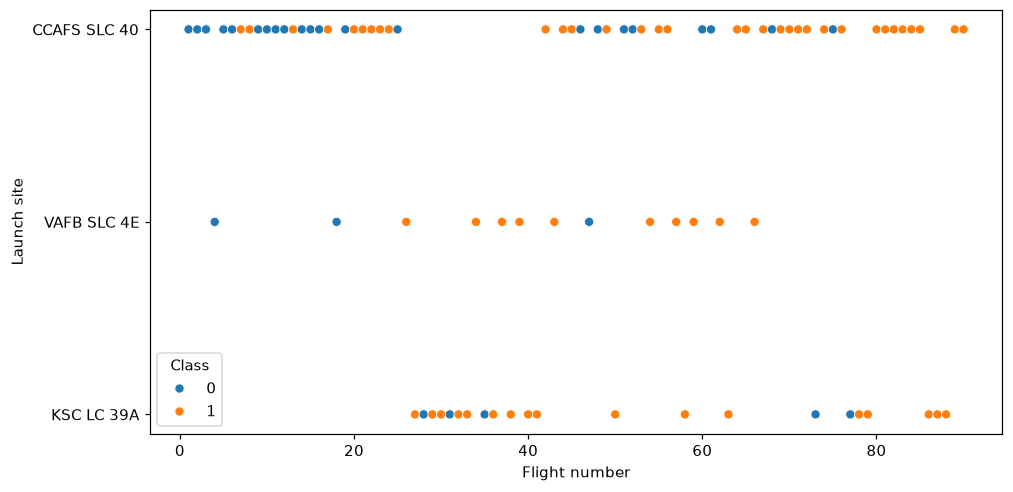 CCAFS SLC 40
VAFB SLC 4E
KSC LC 39A
Launch site
Class
0
1
0 20 40 60 80
Flight number